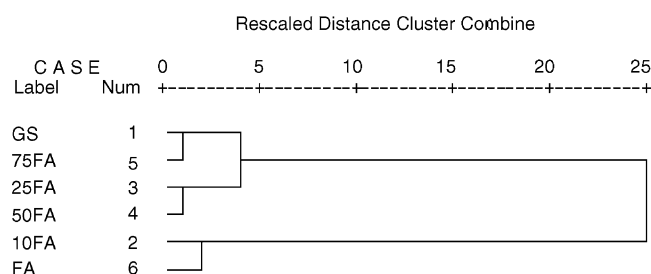 Rescaled Distance Cluster Combine
C A S E 0 5 10 15 20 25
Label Num
GS 1
75FA 5
25FA 3
50FA 4
10FA 2
FA 6